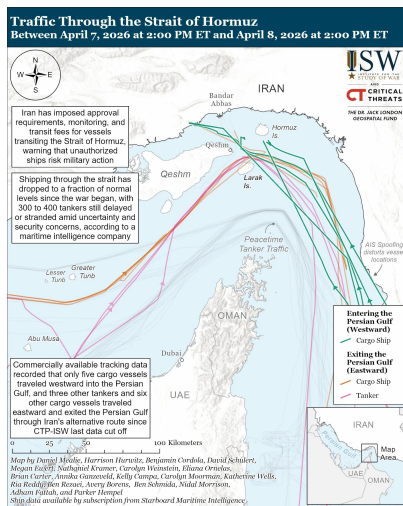 Traffic Through the Strait of Hormuz
Between April 7, 2026 at 2:00 PM ET and April 8, 2026 at 2:00 PM ET
N
W E
S
ISW
INSTITUTE FOR THE
STUDY OF WAR
AND
CT CRITICAL
THREATS
THE DR. JACK LONDON
GEOSPATIAL FUND
IRAN
Bandar
Abbas
Hormuz
Is.
Qeshm
Qeshm
Larak
Is.
Iran has imposed approval
requirements, monitoring, and
transit fees for vessels
transiting the Strait of Hormuz,
warning that unauthorized
ships risk military action
Shipping through the strait has
dropped to a fraction of normal
levels since the war began, with
300 to 400 tankers still delayed
or stranded amid uncertainty and
security concerns, according to a
maritime intelligence company
Peacetime
Tanker Traffic
AIS Spoofing
distorts vessel
locations
Lesser
Tunb
Greater
Tunb
Abu Musa
OMAN
Dubai
UAE
Entering the
Persian Gulf
(Westward)
Cargo Ship
Exiting the
Persian Gulf
(Eastward)
Cargo Ship
Tanker
Commercially available tracking data
recorded that only five cargo vessels
traveled westward into the Persian
Gulf, and three other tankers and six
other cargo vessels traveled
eastward and exited the Persian Gulf
through Iran's alternative route since
CTP-ISW last data cut off
0 25 50 100 Kilometers
IRAN
Map
Area
Persian Gulf
UAE
OMAN
Map by Daniel Mealie, Harrison Hurwitz, Benjamin Cordola, David Schulert,
Megan Ewert, Nathaniel Kramer, Carolyn Weinstein, Eliana Ornelas,
Brian Carter, Annika Ganzeveld, Kelly Campa, Carolyn Moorman, Katherine Wells,
Ria Reddy, Ben Rezaei, Avery Borens, Ben Schmida, Nidal Morrison,
Adham Fattah, and Parker Hempel
Ship data available by subscription from Starboard Maritime Intelligence